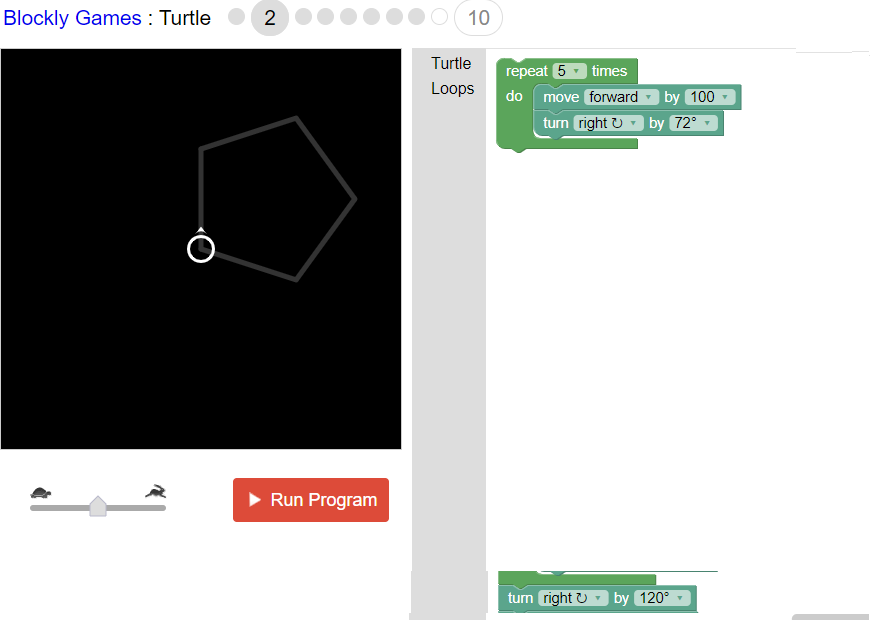 Blockly Games : Turtle 2 10
Turtle
Loops
repeat 5 times
do move forward by 100
turn right ↻ by 72°
Run Program
turn right ↻ by 120°